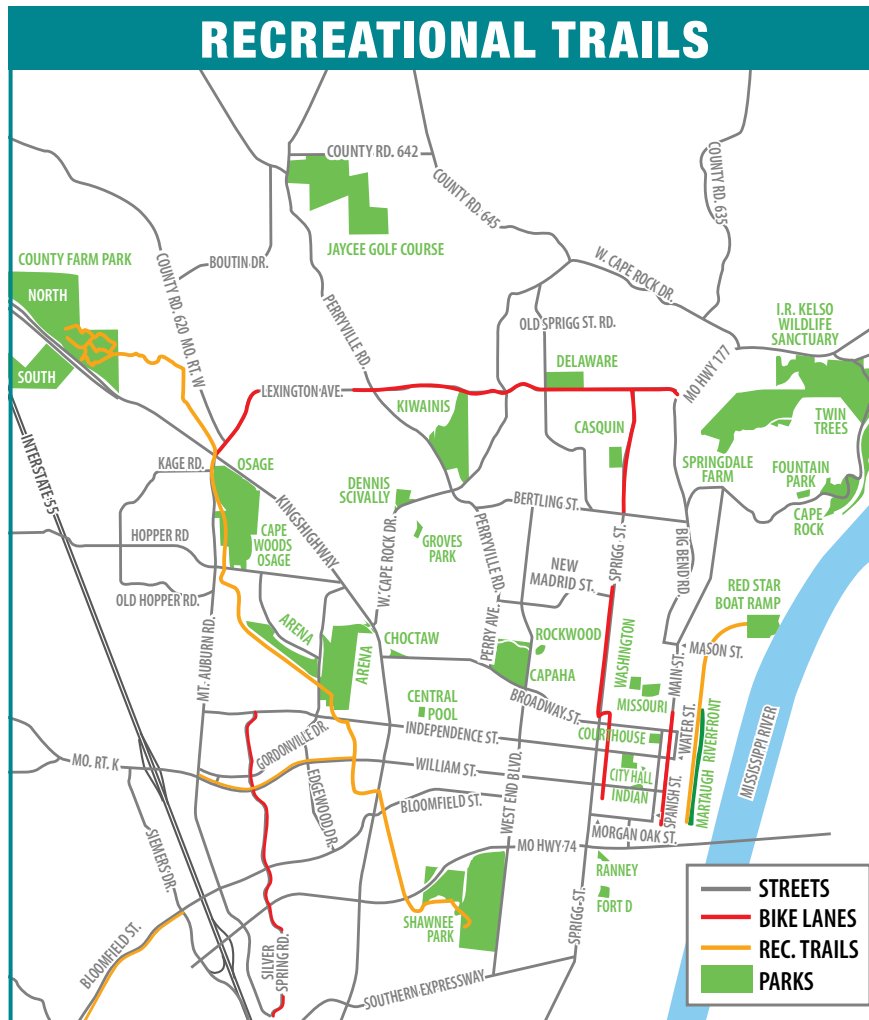 RECREATIONAL TRAILS
COUNTY RD. 642
COUNTY RD. 645
COUNTY RD. 635
JAYCEE GOLF COURSE
COUNTY FARM PARK
NORTH
SOUTH
BOUTIN DR.
COUNTY RD. 620 MO. RT. W
PERRYVILLE RD.
W. CAPE ROCK DR.
OLD SPRIGG ST. RD.
MO HWY 177
I.R. KELSO
WILDLIFE
SANCTUARY
DELAWARE
LEXINGTON AVE.
KIWAINIS
CASQUIN
TWIN
TREES
SPRINGDALE
FARM
FOUNTAIN
PARK
CAPE
ROCK
INTERSTATE 55
KAGE RD.
OSAGE
KINGSHIGHWAY
DENNIS
SCIVALLY
BERTLING ST.
HOPPER RD
CAPE
WOODS
OSAGE
W. CAPE ROCK DR.
GROVES
PARK
PERRYVILLE RD.
SPRIGG ST.
BIG BEND RD.
NEW
MADRID ST.
OLD HOPPER RD.
RED STAR
BOAT RAMP
MT. AUBURN RD.
ARENA
ARENA
CHOCTAW
PERRY AVE.
ROCKWOOD
CAPAHA
WASHINGTON
MISSOURI
MAIN ST.
MASON ST.
CENTRAL
POOL
BROADWAY ST.
INDEPENDENCE ST.
COURTHOUSE
WATER ST.
MARTAUGH RIVERFRONT
MISSISSIPPI RIVER
MO. RT. K
GORDONVILLE DR.
EDGEWOOD DR.
WILLIAM ST.
CITY HALL
INDIAN
SPANISH ST.
BLOOMFIELD ST.
WEST END BLVD.
MORGAN OAK ST.
MO HWY 74
SIEMERS DR.
RANNEY
FORT D
SHAWNEE
PARK
SPRIGG ST.
BLOOMFIELD ST.
SILVER
SPRING RD.
SOUTHERN EXPRESSWAY
STREETS
BIKE LANES
REC. TRAILS
PARKS